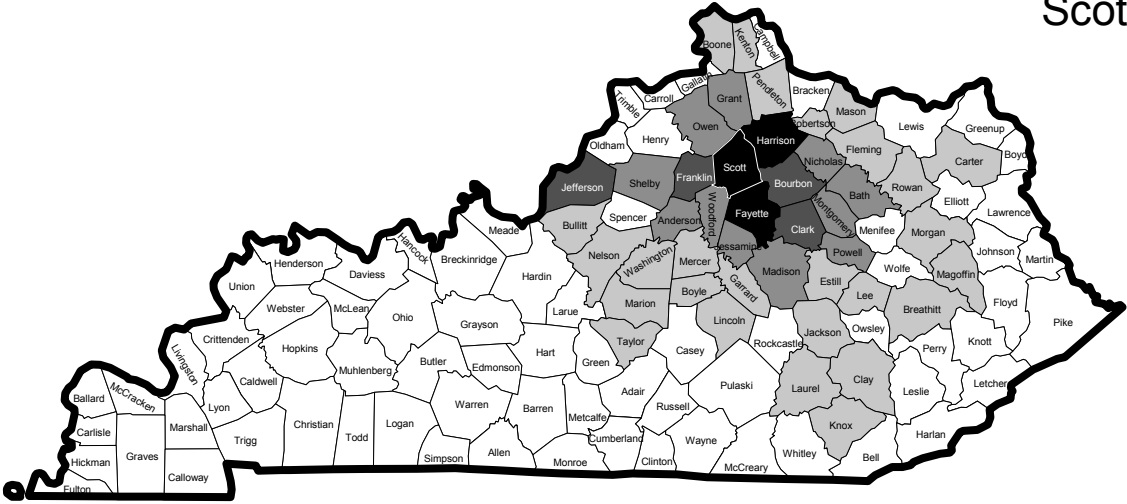 Scot
Boone
Kenton
Campbell
Gallatin
Carroll
Trimble
Grant
Pendleton
Bracken
Mason
Robertson
Lewis
Greenup
Boyd
Owen
Henry
Oldham
Harrison
Fleming
Carter
Scott
Nicholas
Franklin
Shelby
Jefferson
Bourbon
Bath
Rowan
Elliott
Lawrence
Spencer
Bullitt
Anderson
Woodford
Fayette
Clark
Montgomery
Menifee
Morgan
Meade
Breckinridge
Hancock
Jessamine
Powell
Johnson
Martin
Nelson
Washington
Mercer
Madison
Wolfe
Magoffin
Henderson
Daviess
Hardin
Estill
Garrard
Lee
Floyd
Union
Webster
McLean
Ohio
Larue
Marion
Boyle
Breathitt
Pike
Grayson
Lincoln
Jackson
Owsley
Crittenden
Hopkins
Taylor
Casey
Rockcastle
Perry
Knott
Livingston
Muhlenberg
Butler
Edmonson
Hart
Green
Caldwell
Pulaski
Laurel
Clay
Leslie
Letcher
Ballard
McCracken
Lyon
Warren
Barren
Adair
Russell
Metcalfe
Carlisle
Marshall
Trigg
Christian
Todd
Logan
Knox
Harlan
Hickman
Graves
Simpson
Allen
Monroe
Cumberland
Clinton
Wayne
McCreary
Whitley
Bell
Fulton
Calloway